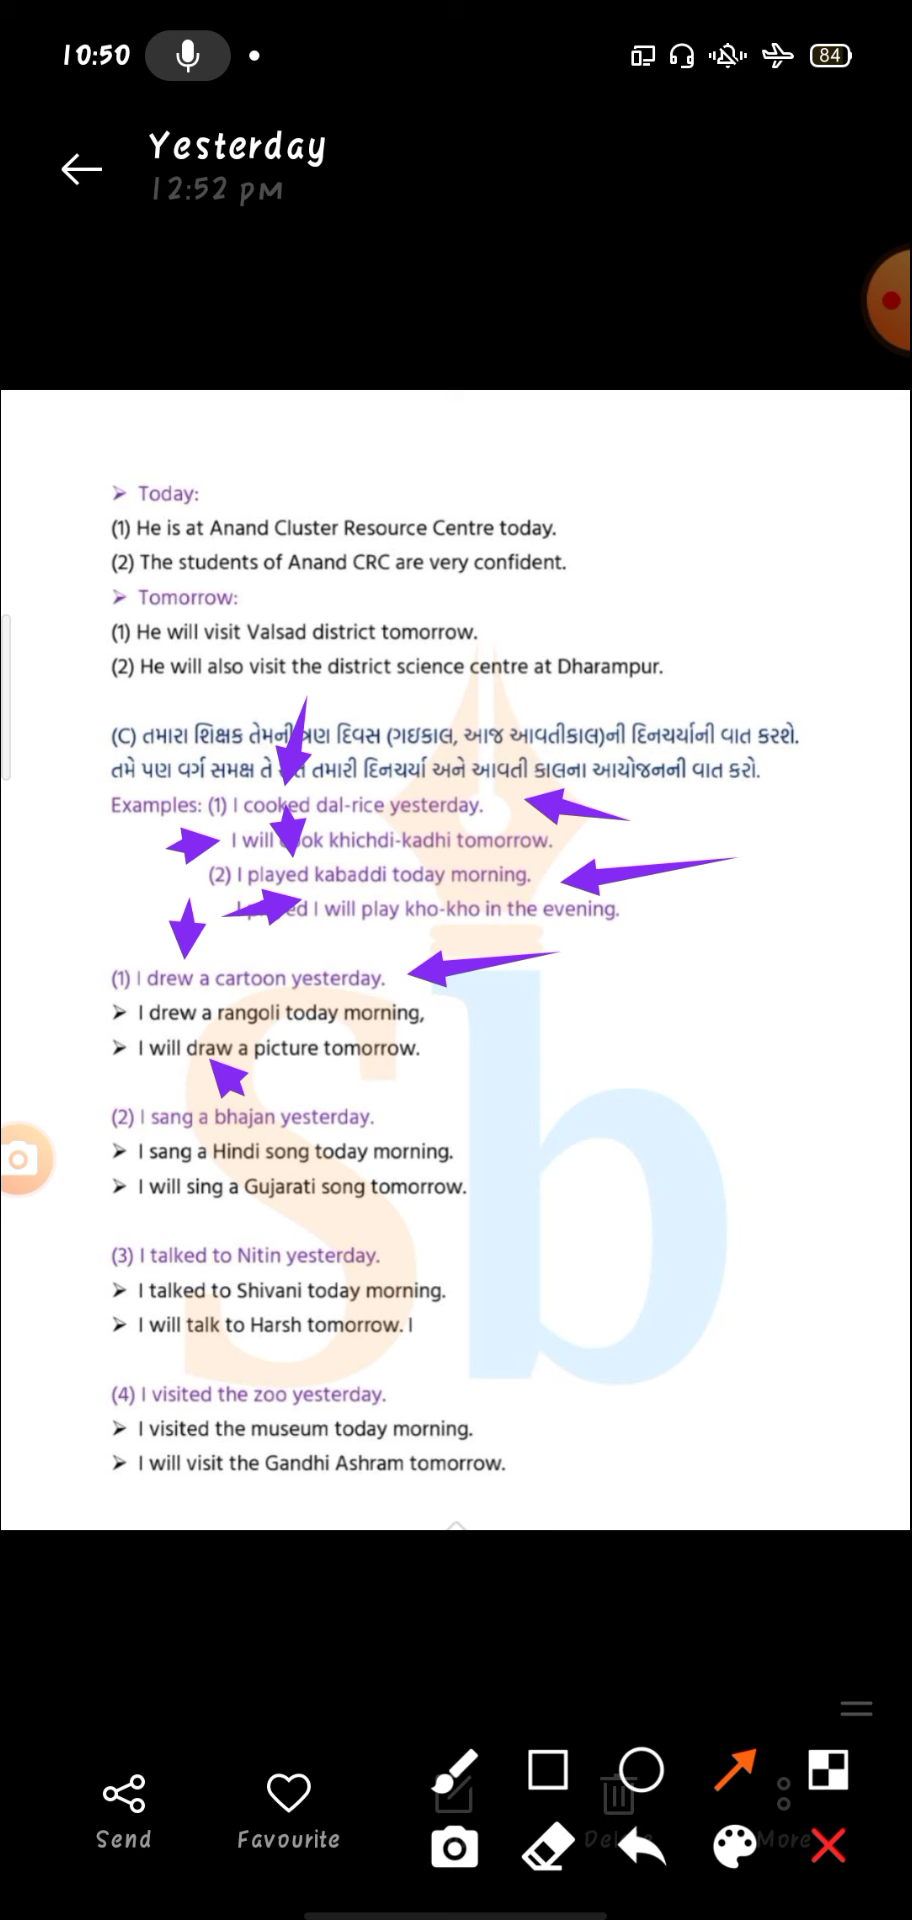 10:50
84
Yesterday
12:52 PM
➢ Today:
(1) He is at Anand Cluster Resource Centre today.
(2) The students of Anand CRC are very confident.
➢ Tomorrow:
(1) He will visit Valsad district tomorrow.
(2) He will also visit the district science centre at Dharampur.
(C) તમારા શિક્ષક તેમની ત્રણ દિવસ (ગઇકાલ, આજ આવતીકાલ)ની દિનચર્યાની વાત કરશે.
તમે પણ વર્ગ સમક્ષ તે તમારી દિનચર્યા અને આવતી કાલના આયોજનની વાત કરો.
Examples: (1) I cooked dal-rice yesterday.
I will cook khichdi-kadhi tomorrow.
(2) I played kabaddi today morning.
I will play kho-kho in the evening.
(1) I drew a cartoon yesterday.
➢ I drew a rangoli today morning,
➢ I will draw a picture tomorrow.
(2) I sang a bhajan yesterday.
➢ I sang a Hindi song today morning.
➢ I will sing a Gujarati song tomorrow.
(3) I talked to Nitin yesterday.
➢ I talked to Shivani today morning.
➢ I will talk to Harsh tomorrow. I
(4) I visited the zoo yesterday.
➢ I visited the museum today morning.
➢ I will visit the Gandhi Ashram tomorrow.
Sb
Send Favourite More